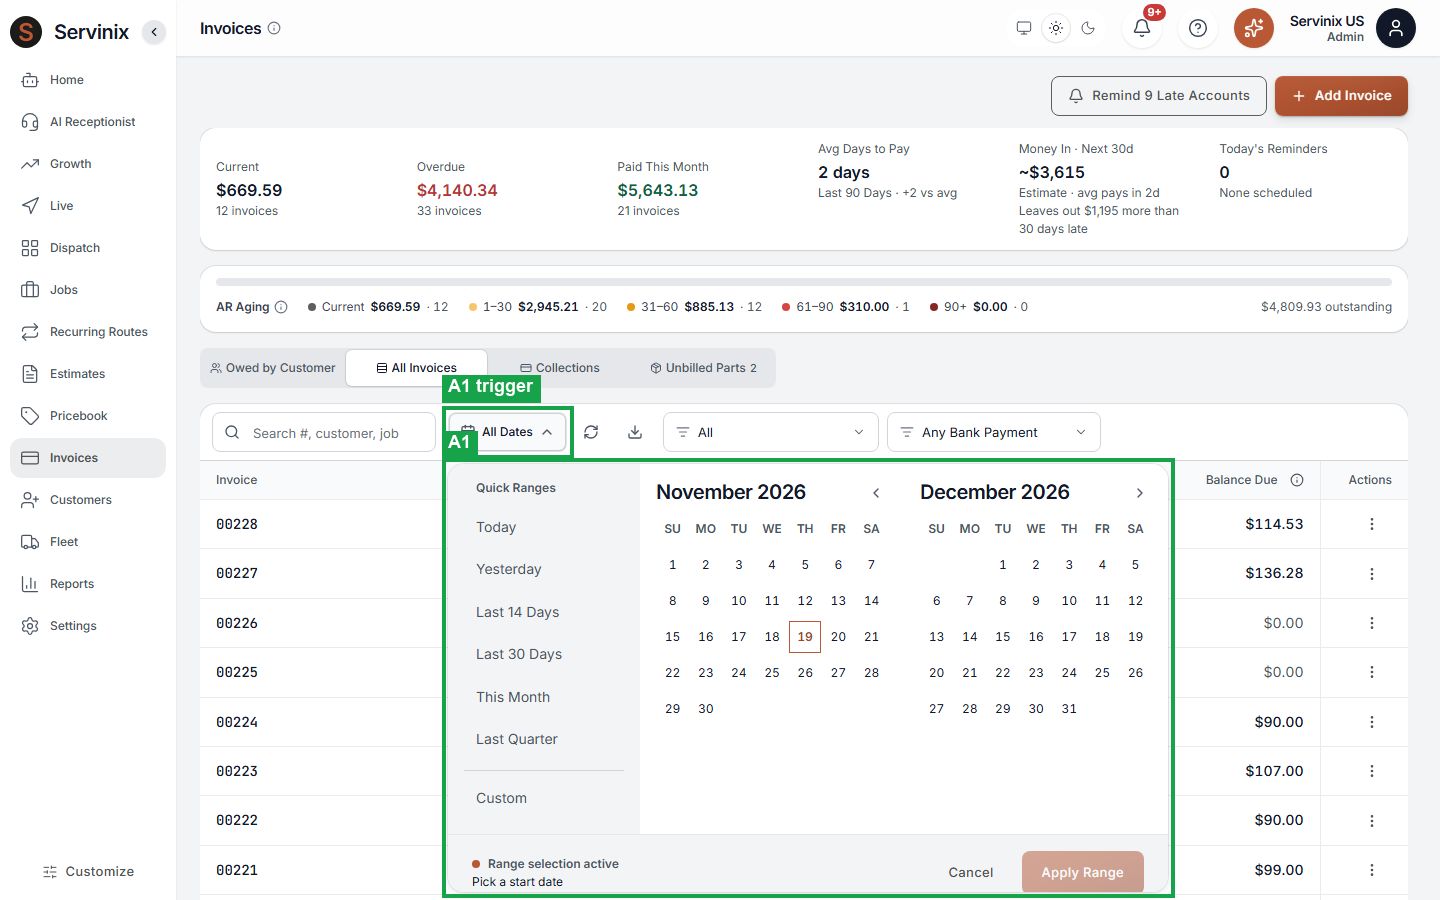 Servinix
Home
AI Receptionist
Growth
Live
Dispatch
Jobs
Recurring Routes
Estimates
Pricebook
Invoices
Customers
Fleet
Reports
Settings
Customize
Invoices
9+
Servinix US
Admin
Remind 9 Late Accounts
+ Add Invoice
Current
$669.59
12 invoices
Overdue
$4,140.34
33 invoices
Paid This Month
$5,643.13
21 invoices
Avg Days to Pay
2 days
Last 90 Days · +2 vs avg
Money In · Next 30d
~$3,615
Estimate · avg pays in 2d
Leaves out $1,195 more than
30 days late
Today's Reminders
0
None scheduled
AR Aging Current $669.59 · 12 1–30 $2,945.21 · 20 31–60 $885.13 · 12 61–90 $310.00 · 1 90+ $0.00 · 0 $4,809.93 outstanding
Owed by Customer All Invoices Collections Unbilled Parts 2
A1 trigger
Search #, customer, job All Dates All Any Bank Payment
A1
Invoice Balance Due Actions
00228 $114.53
00227 $136.28
00226 $0.00
00225 $0.00
00224 $90.00
00223 $107.00
00222 $90.00
00221 $99.00
Quick Ranges
Today
Yesterday
Last 14 Days
Last 30 Days
This Month
Last Quarter
Custom
November 2026
SU MO TU WE TH FR SA
1 2 3 4 5 6 7
8 9 10 11 12 13 14
15 16 17 18 19 20 21
22 23 24 25 26 27 28
29 30
December 2026
SU MO TU WE TH FR SA
1 2 3 4 5
6 7 8 9 10 11 12
13 14 15 16 17 18 19
20 21 22 23 24 25 26
27 28 29 30 31
Range selection active
Pick a start date
Cancel
Apply Range